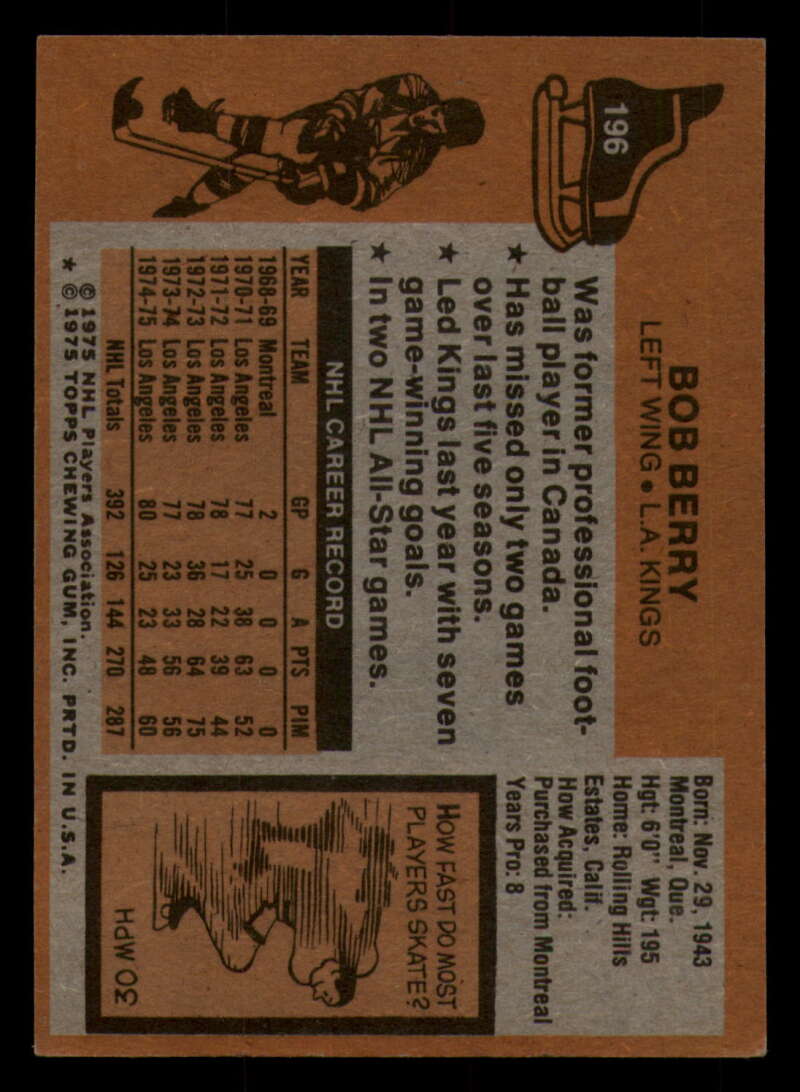 196
BOB BERRY
LEFT WING • L.A. KINGS
Born: Nov. 29, 1943
Montreal, Que.
Hgt: 6'0" Wgt: 195
Home: Rolling Hills
Estates, Calif.
How Acquired:
Purchased from Montreal
Years Pro: 8
Was former professional foot-
ball player in Canada.
★ Has missed only two games
over last five seasons.
★ Led Kings last year with seven
game-winning goals.
★ In two NHL All-Star games.
NHL CAREER RECORD
YEAR TEAM GP G A PTS PIM
1968-69 Montreal 2 0 0 0 0
1970-71 Los Angeles 77 25 38 63 52
1971-72 Los Angeles 78 17 22 39 44
1972-73 Los Angeles 78 36 28 64 75
1973-74 Los Angeles 77 23 33 56 56
1974-75 Los Angeles 80 25 23 48 60
NHL Totals 392 126 144 270 287
© 1975 NHL Players Association.
* © 1975 TOPPS CHEWING GUM, INC. PRTD. IN U.S.A.
HOW FAST DO MOST
PLAYERS SKATE?
30 MPH